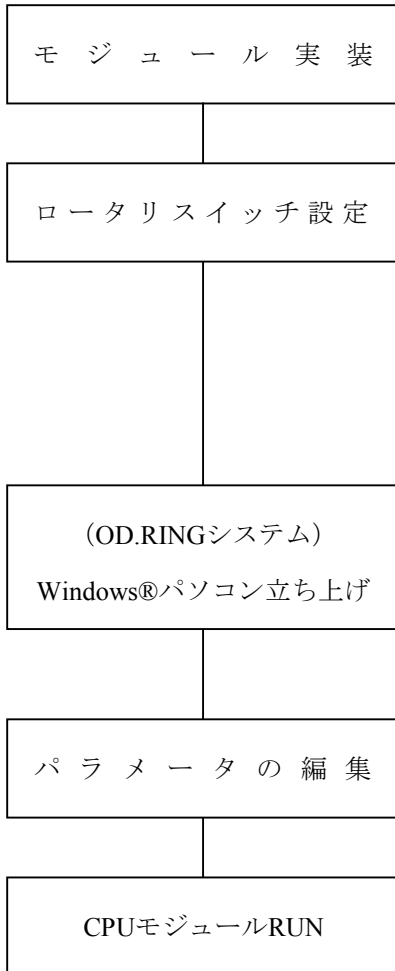 モジュール実装
ロータリスイッチ設定
（OD.RINGシステム）
Windows®パソコン立ち上げ
パラメータの編集
CPUモジュールRUN